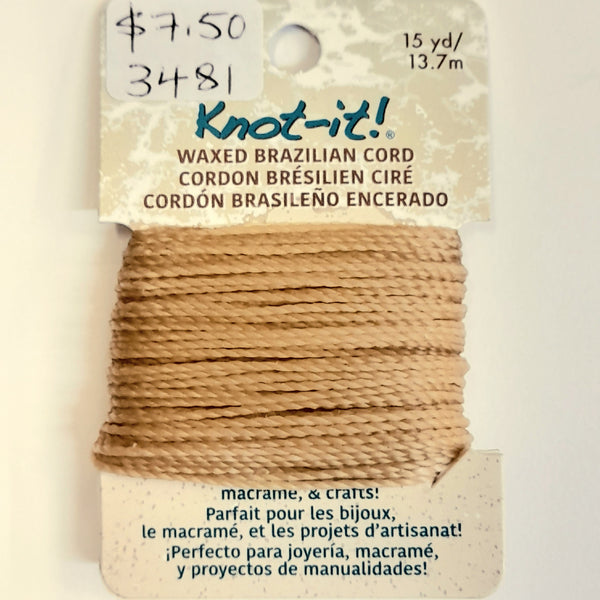 $7.50
3481
15 yd/
13.7m
Knot-it!®
WAXED BRAZILIAN CORD
CORDON BRÉSILIEN CIRÉ
CORDÓN BRASILEÑO ENCERADO
macramé, & crafts!
Parfait pour les bijoux,
le macramé, et les projets d'artisanat!
¡Perfecto para joyería, macramé,
y proyectos de manualidades!